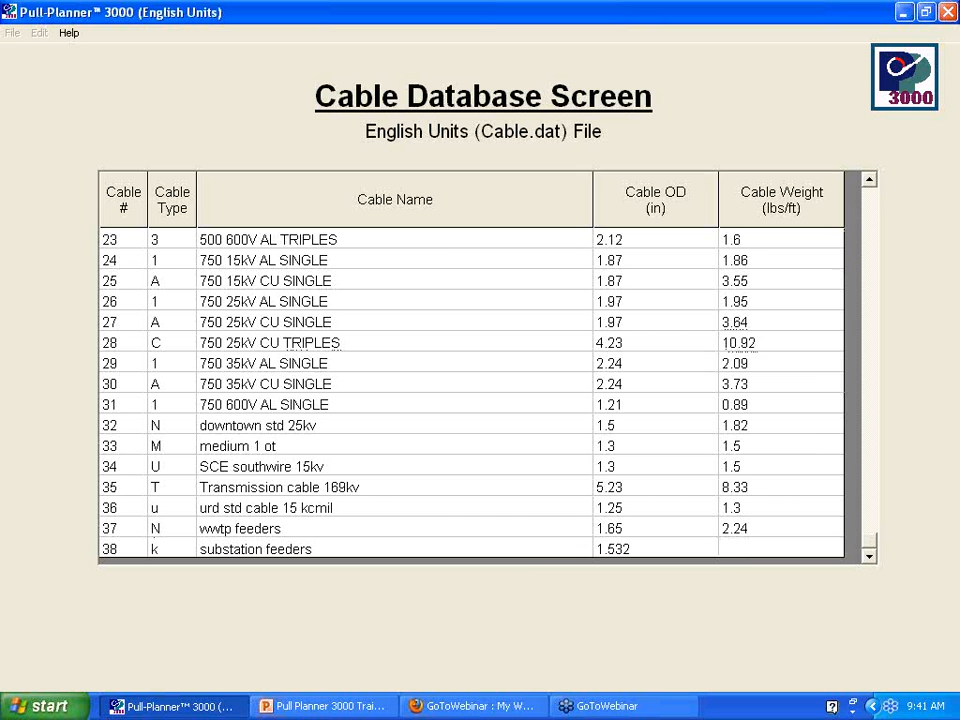 Pull-Planner™ 3000 (English Units)
File Edit Help
3000
Cable Database Screen
English Units (Cable.dat) File
Cable # Cable Type Cable Name Cable OD (in) Cable Weight (lbs/ft)
23 3 500 600V AL TRIPLES 2.12 1.6
24 1 750 15kV AL SINGLE 1.87 1.86
25 A 750 15kV CU SINGLE 1.87 3.55
26 1 750 25kV AL SINGLE 1.97 1.95
27 A 750 25kV CU SINGLE 1.97 3.64
28 C 750 25kV CU TRIPLES 4.23 10.92
29 1 750 35kV AL SINGLE 2.24 2.09
30 A 750 35kV CU SINGLE 2.24 3.73
31 1 750 600V AL SINGLE 1.21 0.89
32 N downtown std 25kv 1.5 1.82
33 M medium 1 ot 1.3 1.5
34 U SCE southwire 15kv 1.3 1.5
35 T Transmission cable 169kv 5.23 8.33
36 u urd std cable 15 kcmil 1.25 1.3
37 N wwtp feeders 1.65 2.24
38 k substation feeders 1.532
start Pull-Planner™ 3000 (... Pull Planner 3000 Trai... GoToWebinar : My W... GoToWebinar 9:41 AM